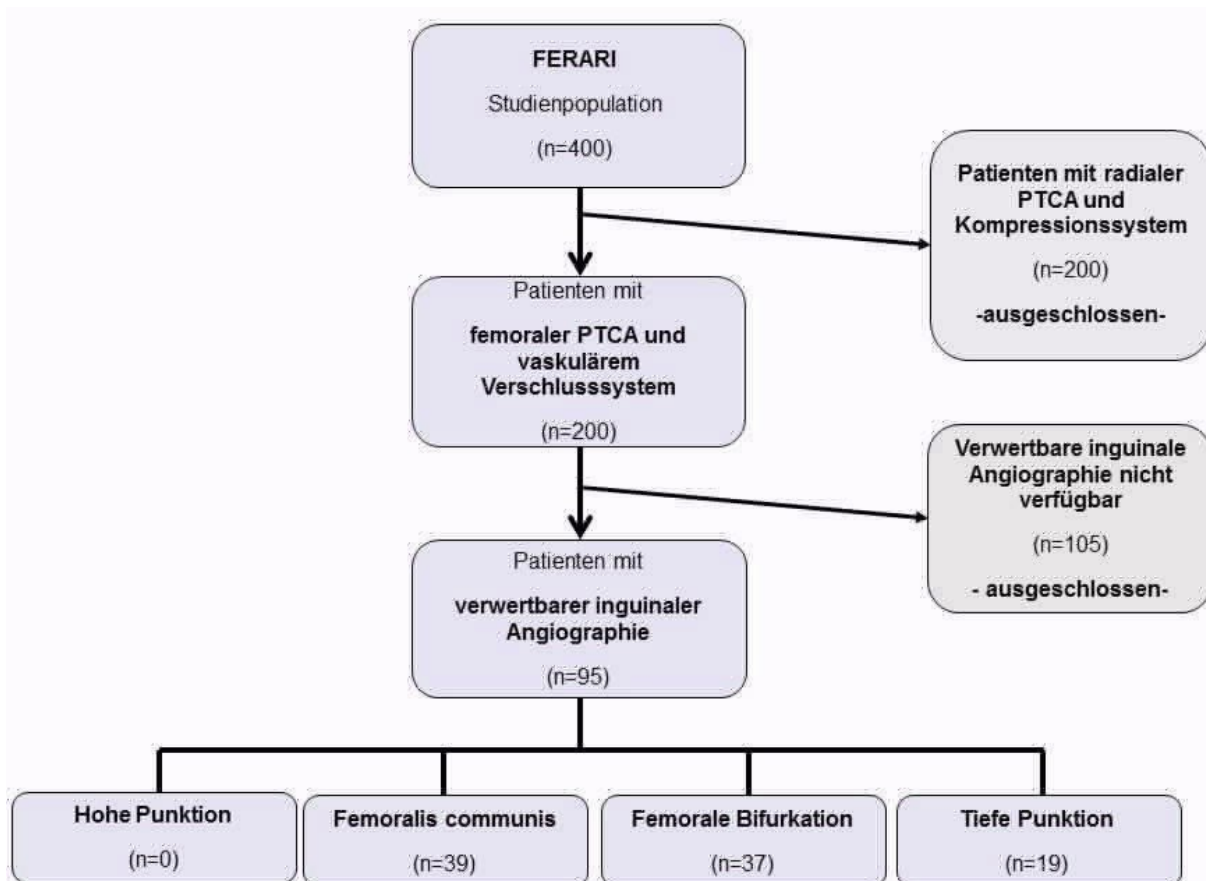 FERARI
Studienpopulation
(n=400)
Patienten mit radialer
PTCA und
Kompressionssystem
(n=200)
-ausgeschlossen-
Patienten mit
femoraler PTCA und
vaskulärem
Verschlusssystem
(n=200)
Verwertbare inguinale
Angiographie nicht
verfügbar
(n=105)
- ausgeschlossen-
Patienten mit
verwertbarer inguinaler
Angiographie
(n=95)
Hohe Punktion
(n=0)
Femoralis communis
(n=39)
Femorale Bifurkation
(n=37)
Tiefe Punktion
(n=19)